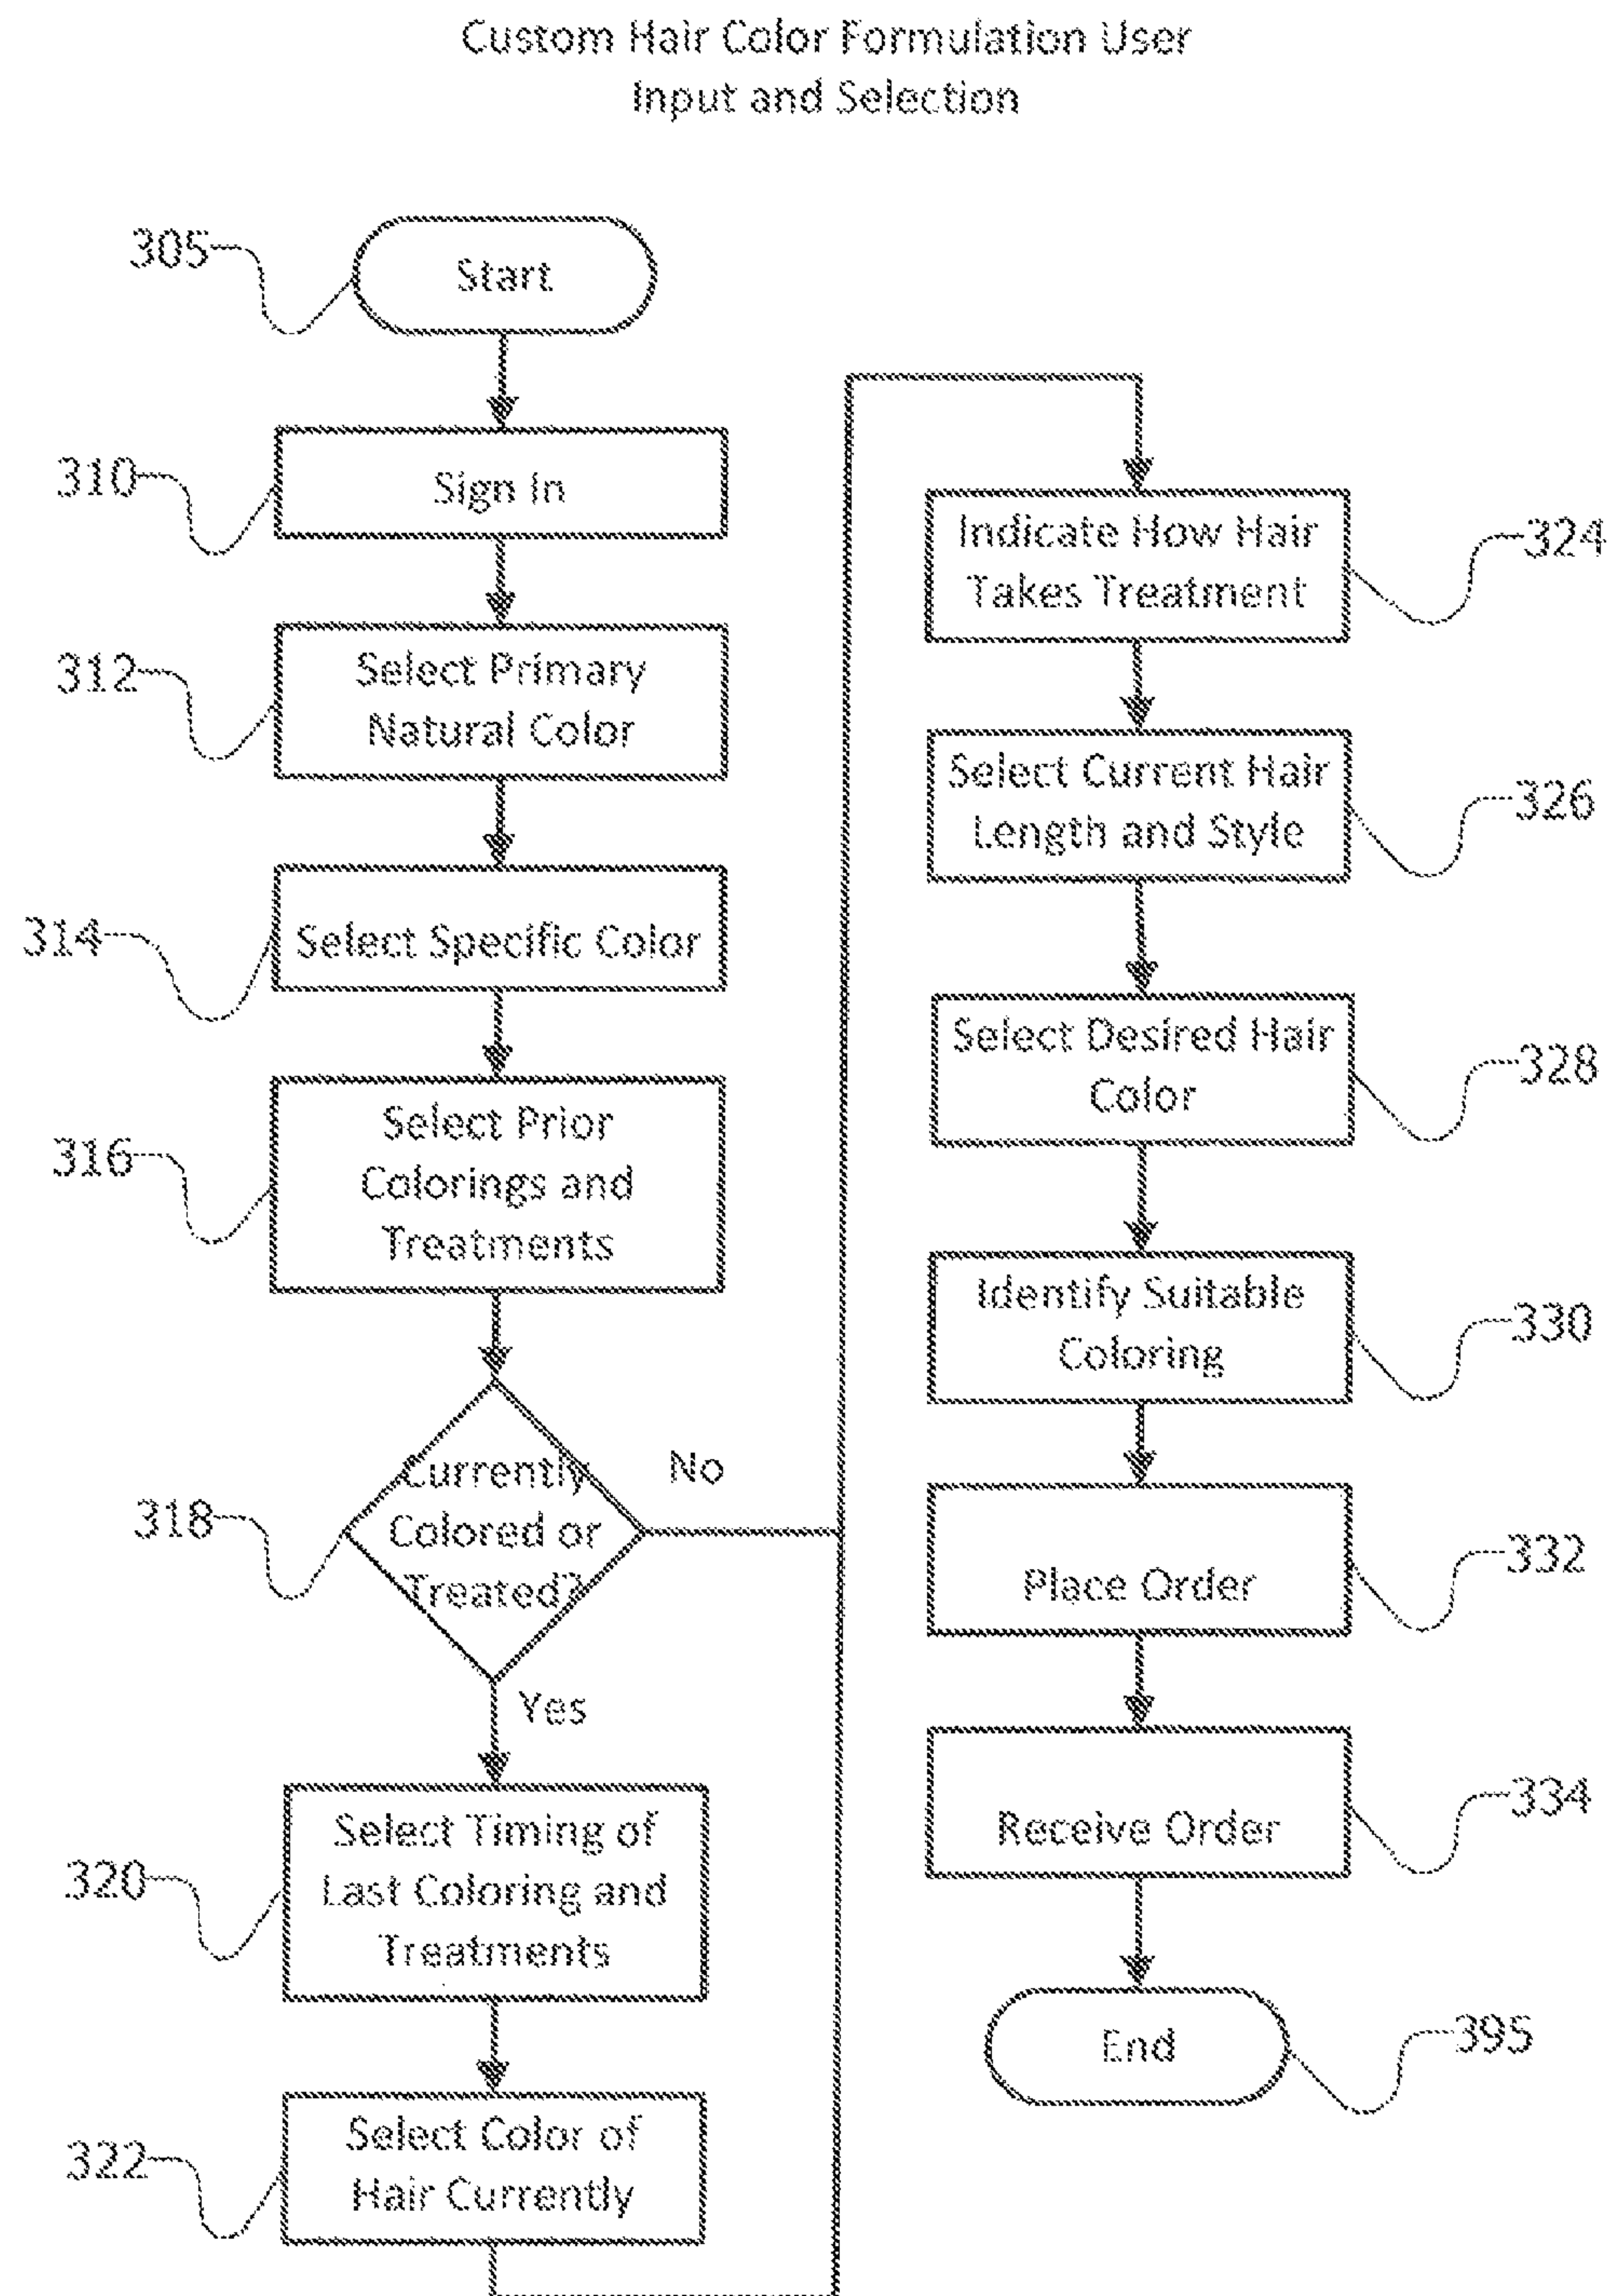 Custom Hair Color Formulation User
Input and Selection
305
Start
310
Sign In
312
Select Primary
Natural Color
314
Select Specific Color
316
Select Prior
Colorings and
Treatments
318
Currently
Colored or
Treated?
No
Yes
320
Select Timing of
Last Coloring and
Treatments
322
Select Color of
Hair Currently
Indicate How Hair
Takes Treatment
324
Select Current Hair
Length and Style
326
Select Desired Hair
Color
328
Identify Suitable
Coloring
330
Place Order
332
Receive Order
334
End
395